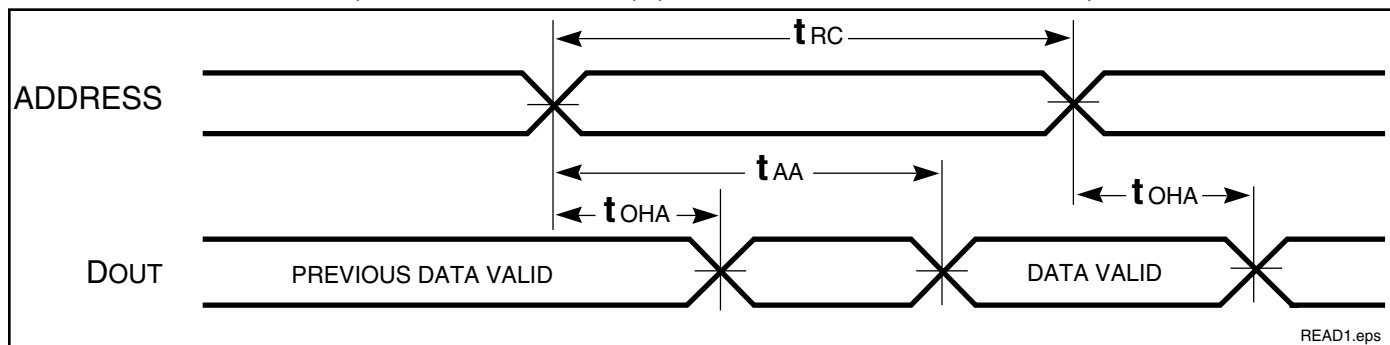 tRC
ADDRESS
tAA
tOHA
tOHA
DOUT
PREVIOUS DATA VALID
DATA VALID
READ1.eps